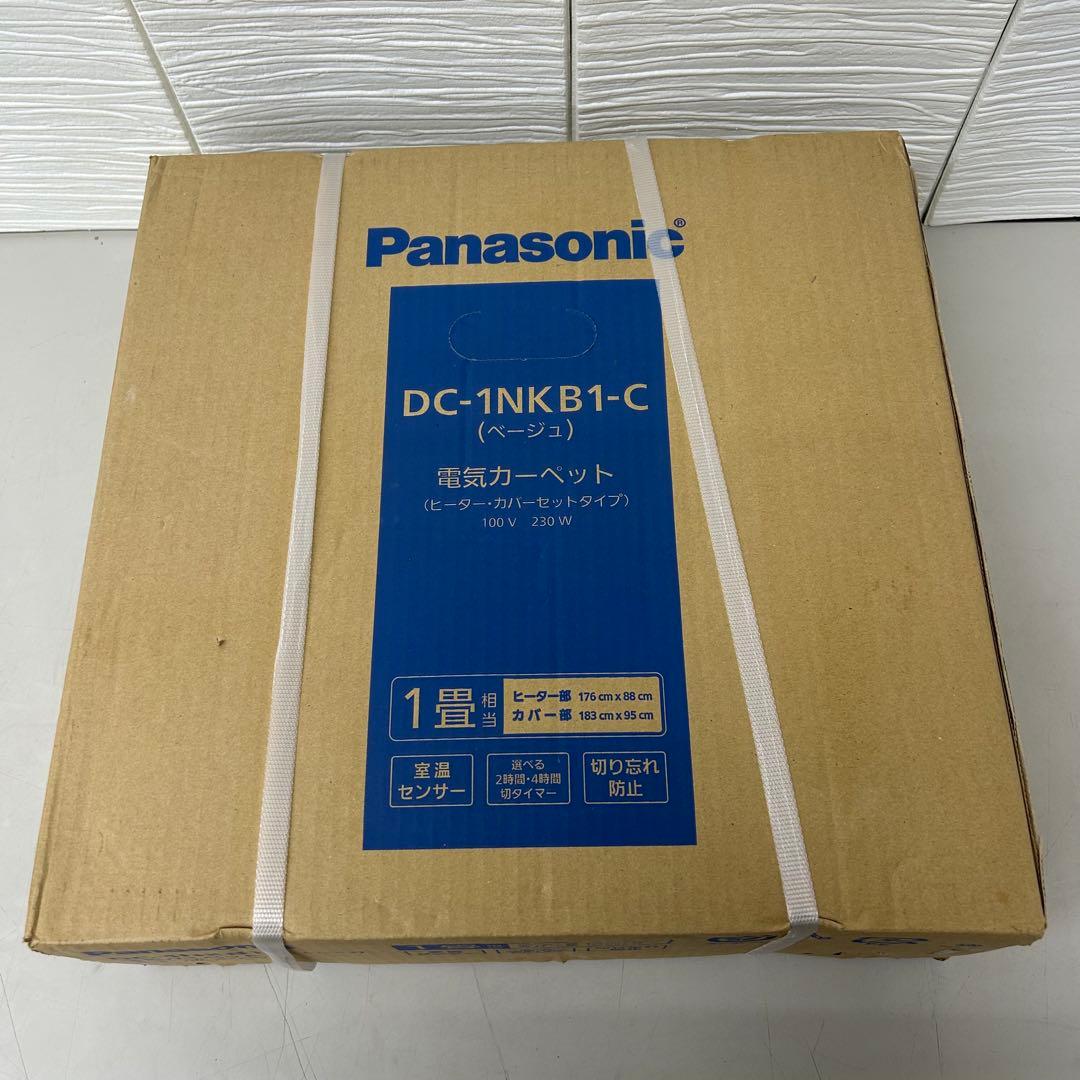 Panasonic®
DC-1NKB1-C
(ベージュ)
電気カーペット
(ヒーター・カバーセットタイプ)
100 V 230 W
1畳相当
ヒーター部 176 cm x 88 cm
カバー部 183 cm x 95 cm
室温
センサー
選べる
2時間・4時間
切タイマー
切り忘れ
防止
Panasonic